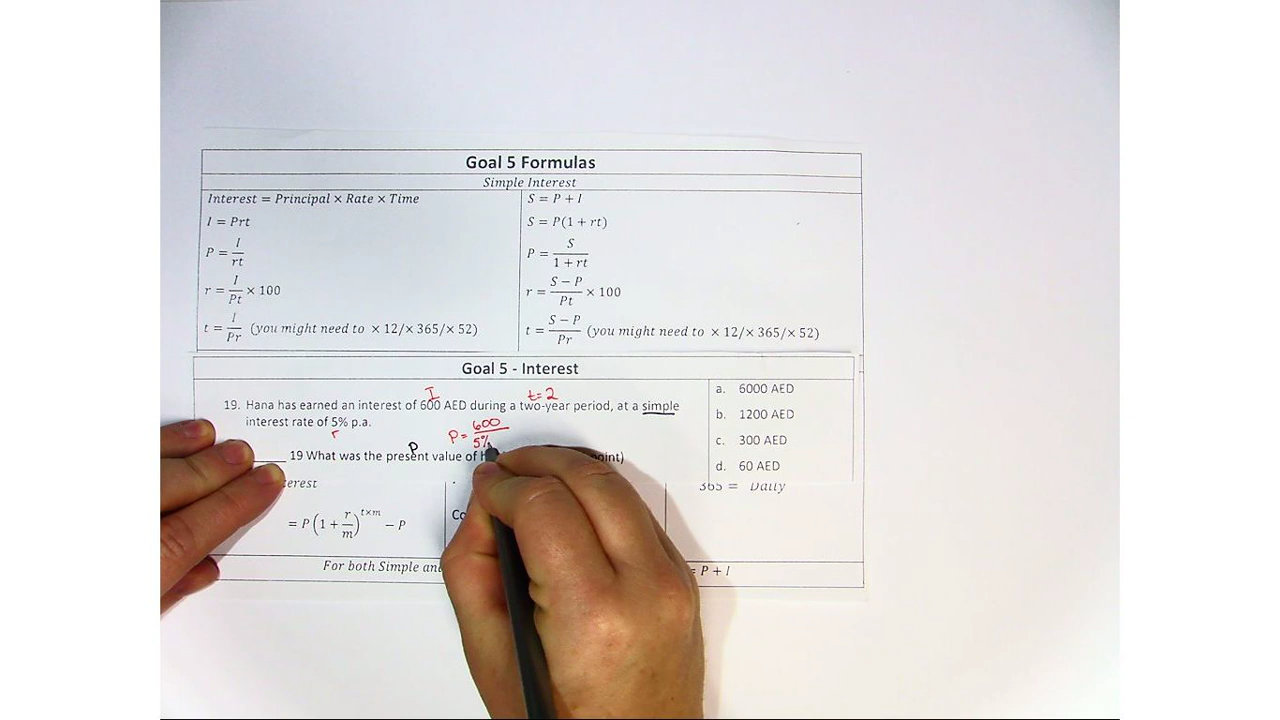 Goal 5 Formulas
Simple Interest
Interest = Principal × Rate × Time
I = Prt
P = I/rt
r = I/Pt × 100
t = I/Pr (you might need to × 12/× 365/× 52)
S = P + I
S = P(1 + rt)
P = S/(1 + rt)
r = (S − P)/Pt × 100
t = (S − P)/Pr (you might need to × 12/× 365/× 52)
Goal 5 - Interest
I t=2
19. Hana has earned an interest of 600 AED during a two-year period, at a simple
interest rate of 5% p.a.
r P P= 600/5%
19 What was the present value of
a. 6000 AED
b. 1200 AED
c. 300 AED
d. 60 AED
365 = Daily
= P(1 + r/m)^(t×m) − P
For both Simple
= P + I